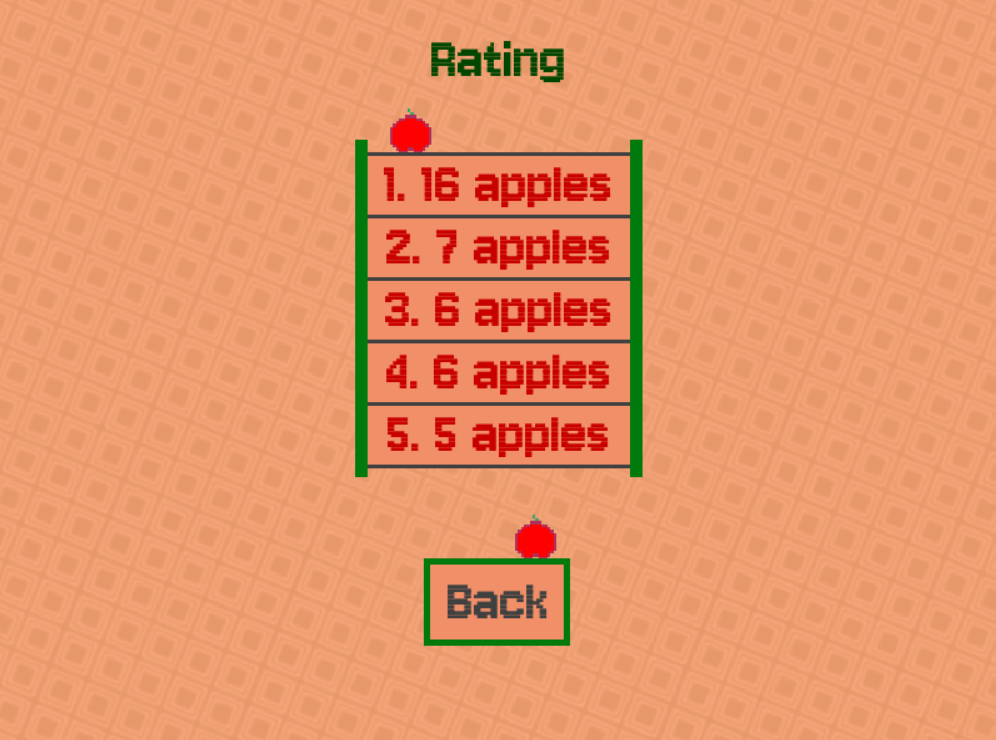 Rating
1. 16 apples
2. 7 apples
3. 6 apples
4. 6 apples
5. 5 apples
Back